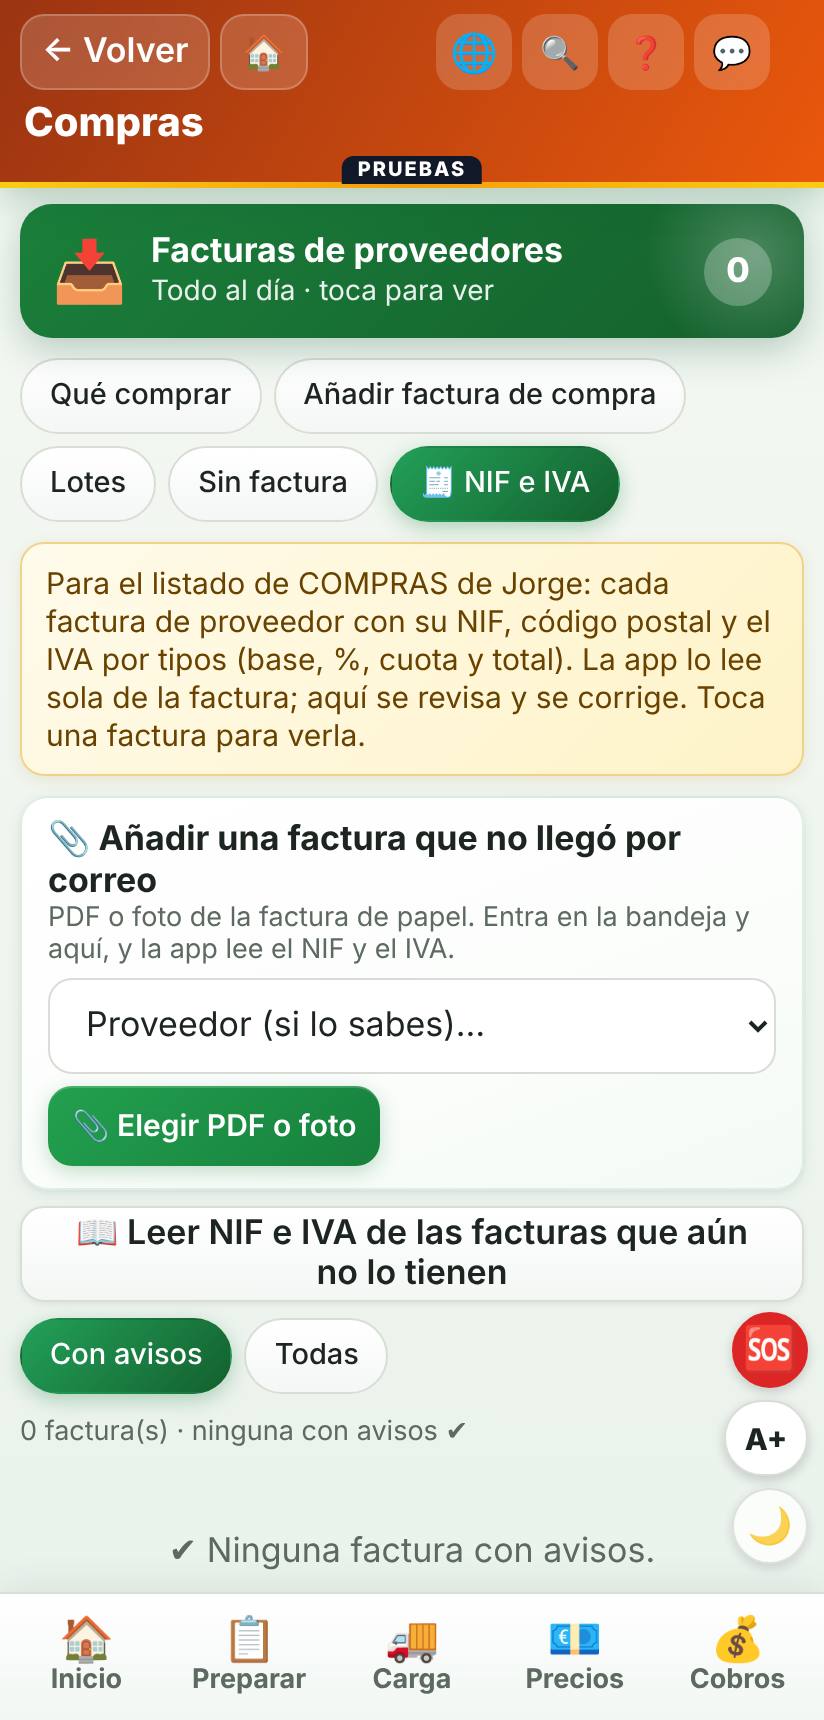 ← Volver
Compras
PRUEBAS
Facturas de proveedores
Todo al día · toca para ver
0
Qué comprar
Añadir factura de compra
Lotes
Sin factura
NIF e IVA
Para el listado de COMPRAS de Jorge: cada
factura de proveedor con su NIF, código postal y el
IVA por tipos (base, %, cuota y total). La app lo lee
sola de la factura; aquí se revisa y se corrige. Toca
una factura para verla.
Añadir una factura que no llegó por
correo
PDF o foto de la factura de papel. Entra en la bandeja y
aquí, y la app lee el NIF y el IVA.
Proveedor (si lo sabes)...
Elegir PDF o foto
Leer NIF e IVA de las facturas que aún
no lo tienen
Con avisos
Todas
SOS
0 factura(s) · ninguna con avisos ✔
A+
✔ Ninguna factura con avisos.
Inicio
Preparar
Carga
Precios
Cobros